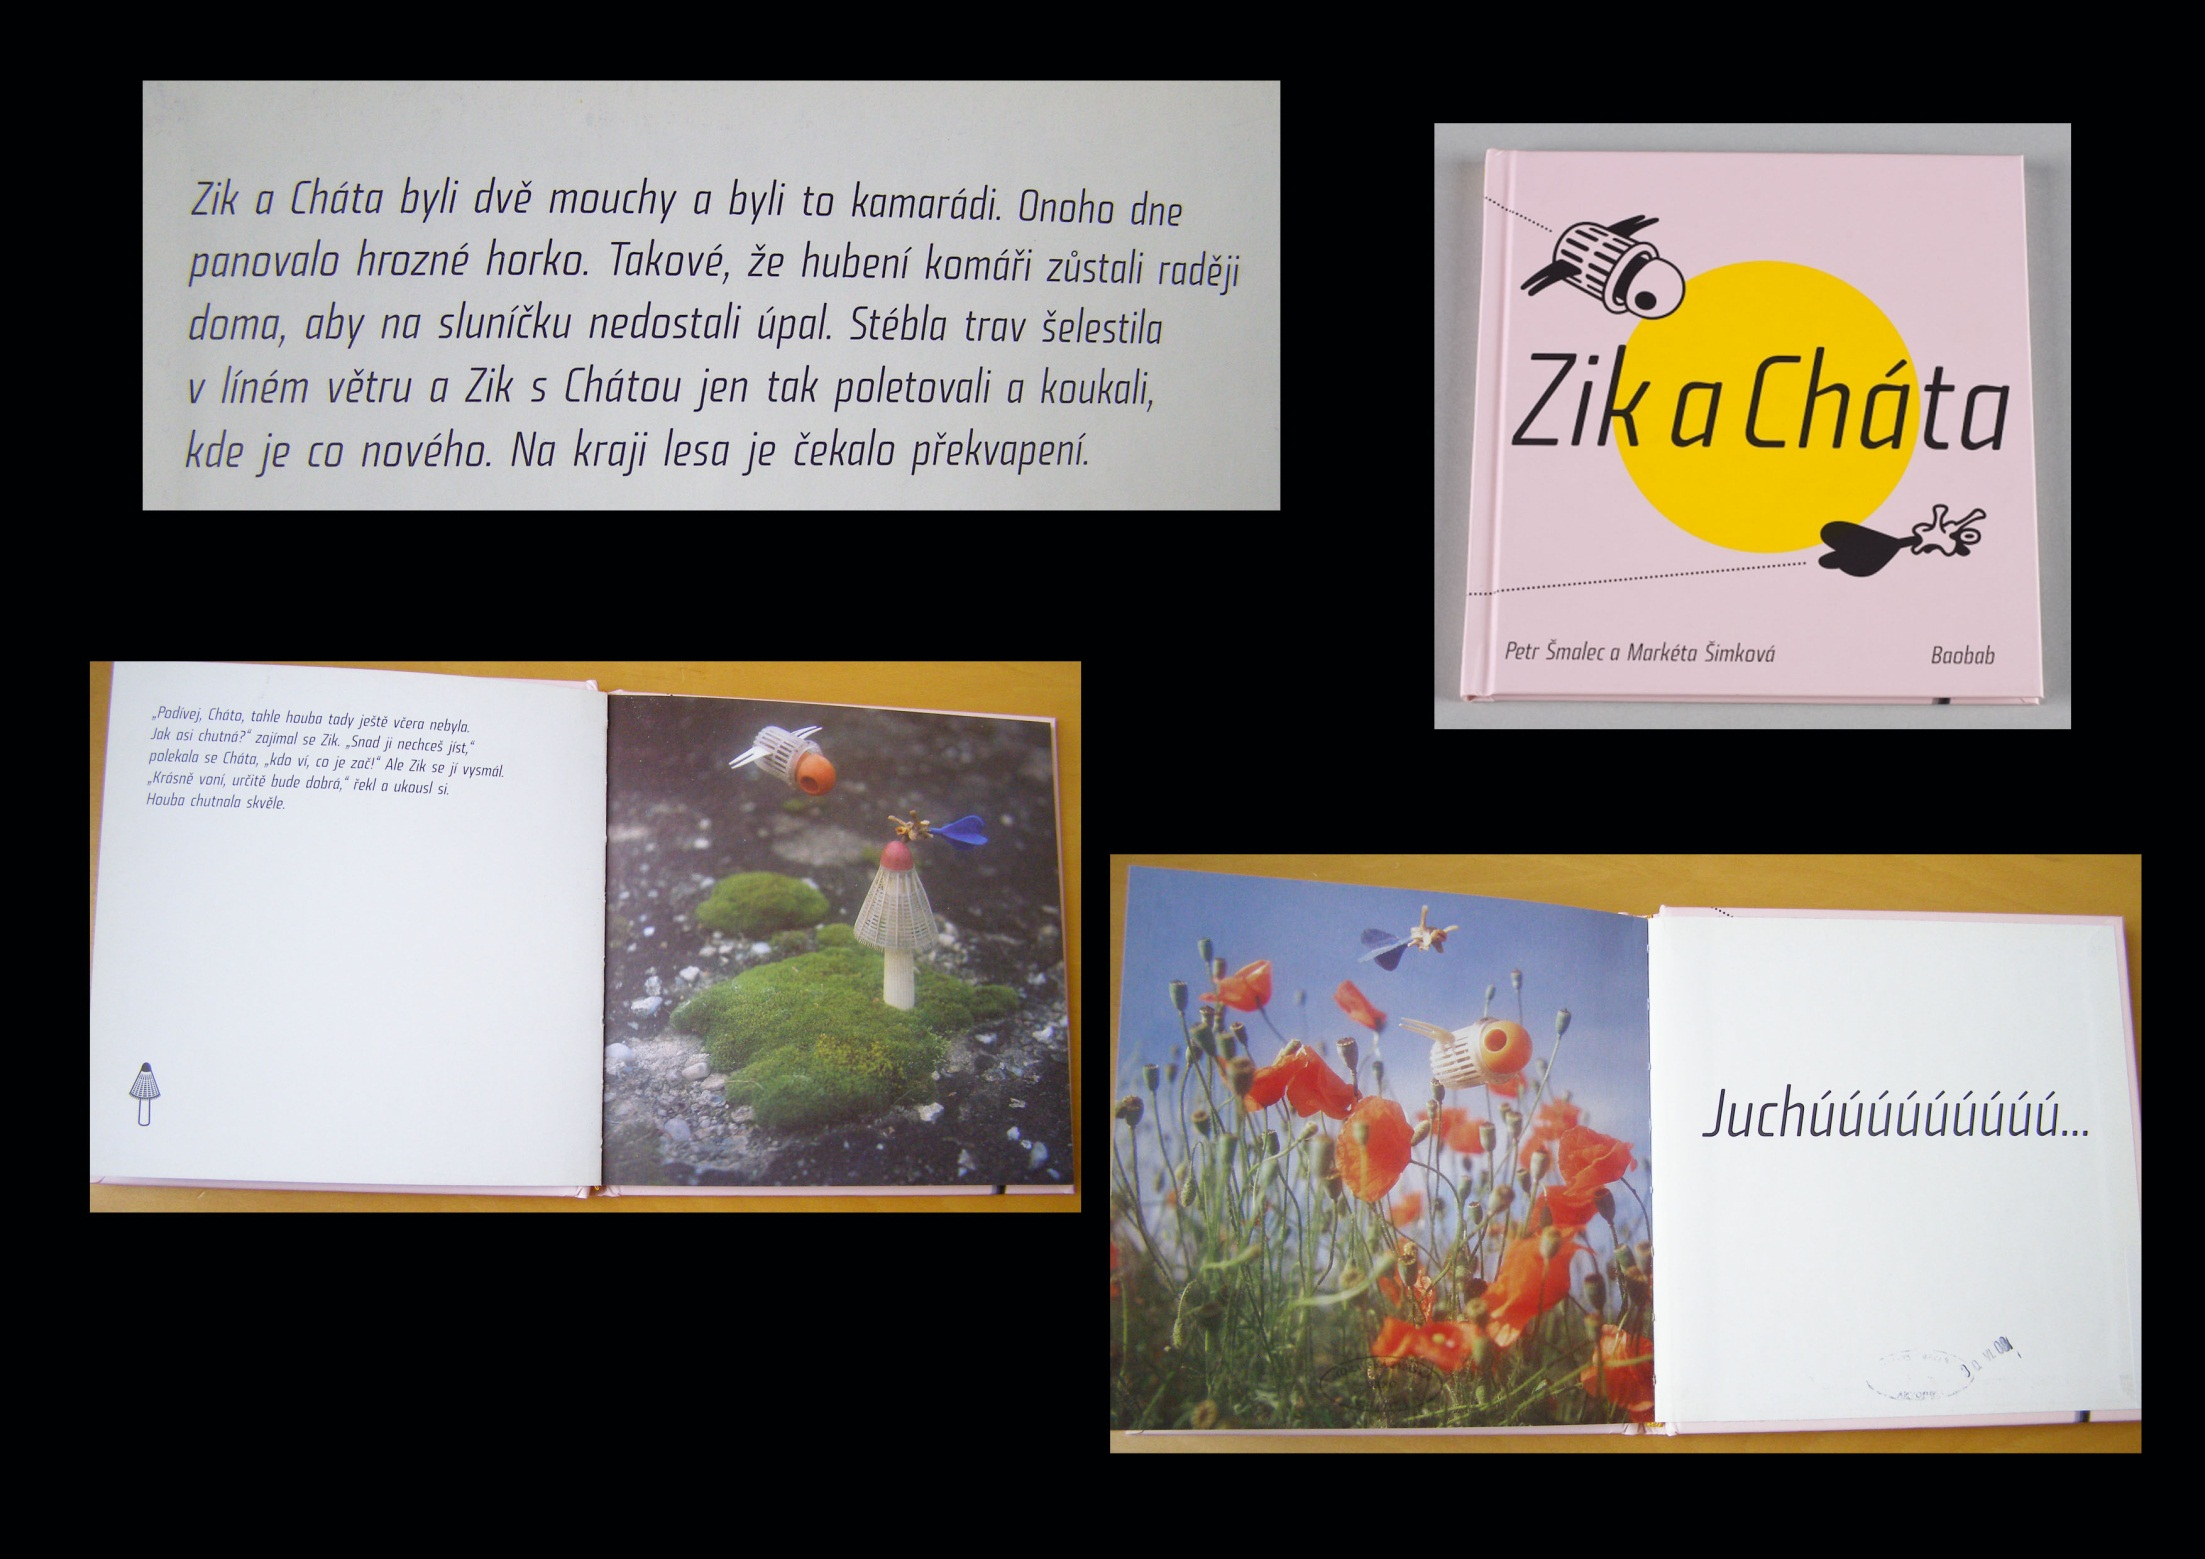 Zik a Cháta byli dvě mouchy a byli to kamarádi. Onoho dne
panovalo hrozné horko. Takové, že hubení komáři zůstali raději
doma, aby na sluníčku nedostali úpal. Stébla trav šelestila
v líném větru a Zik s Chátou jen tak poletovali a koukali,
kde je co nového. Na kraji lesa je čekalo překvapení.
Zik a Cháta
Petr Šmalec a Markéta Šimková
Baobab
„Podívej, Cháto, tahle houba tady ještě včera nebyla.
Jak asi chutná?“ zajímal se Zik. „Snad ji nechceš jíst,“
polekala se Cháta, „kdo ví, co je zač!“ Ale Zik se jí vysmál.
„Krásně voní, určitě bude dobrá,“ řekl a ukousl si.
Houba chutnala skvěle.
Juchúúúúúúúúú...